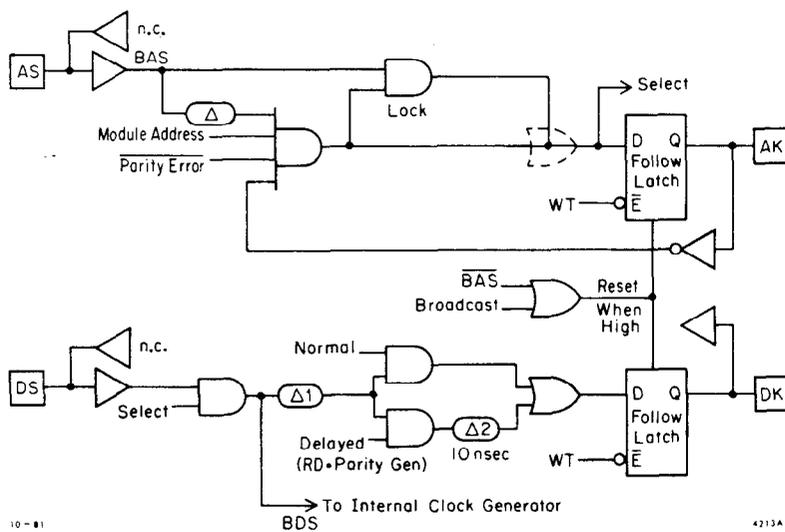 n.c.
AS
BAS
Select
Δ
Lock
Module Address
Parity Error
D Q
Follow
Latch
E
AK
WT
BAS
Broadcast
Reset
When
High
n.c.
Normal
DS
Select
Δ1
D Q
Follow
Latch
E
DK
Delayed
(RD•Parity Gen)
Δ2
10 nsec
WT
To Internal Clock Generator
BDS
10-81
4213A